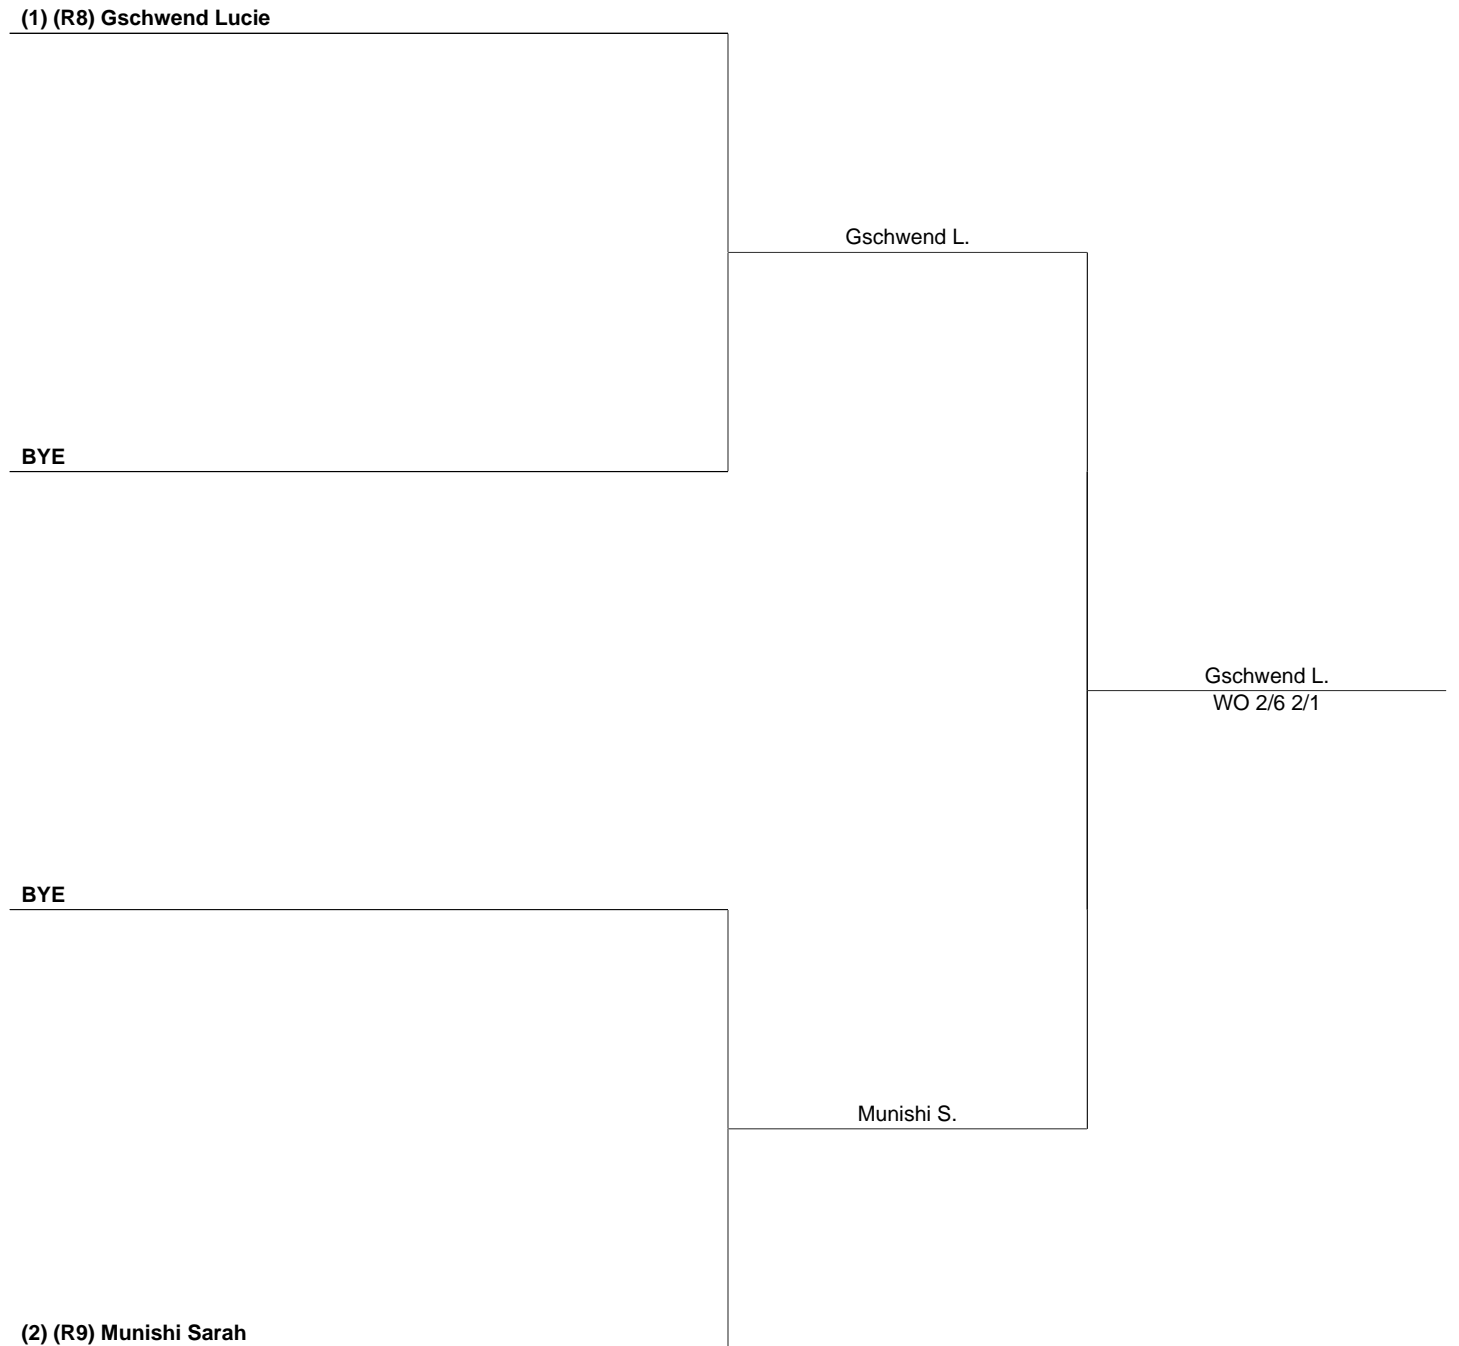 (1) (R8) Gschwend Lucie
Gschwend L.
BYE
Gschwend L.
WO 2/6 2/1
BYE
Munishi S.
(2) (R9) Munishi Sarah